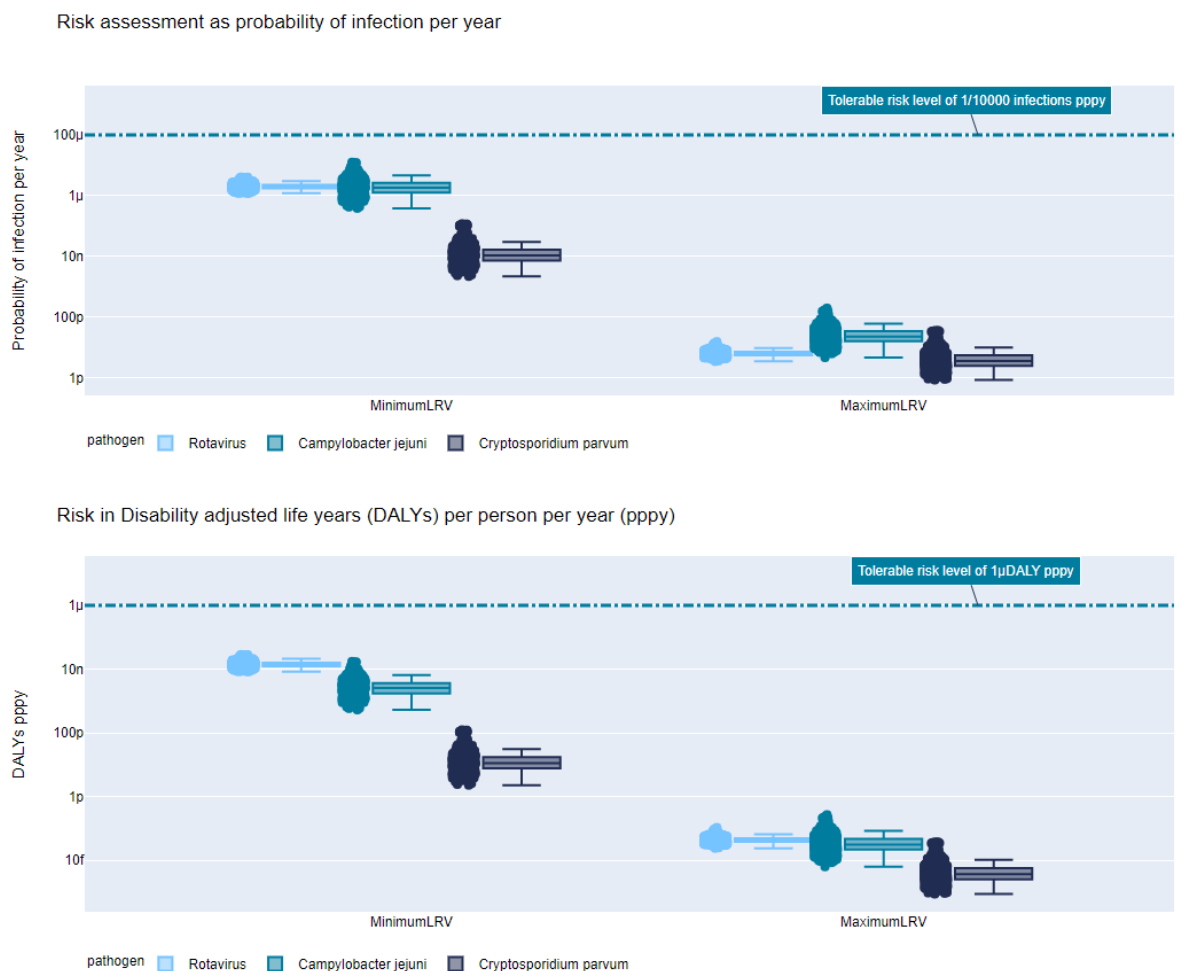 Risk assessment as probability of infection per year
Tolerable risk level of 1/10000 infections pppy
Probability of infection per year
100µ
1µ
10n
100p
1p
MinimumLRV MaximumLRV
pathogen Rotavirus Campylobacter jejuni Cryptosporidium parvum
Risk in Disability adjusted life years (DALYs) per person per year (pppy)
Tolerable risk level of 1µDALY pppy
DALYs pppy
1µ
10n
100p
1p
10f
MinimumLRV MaximumLRV
pathogen Rotavirus Campylobacter jejuni Cryptosporidium parvum